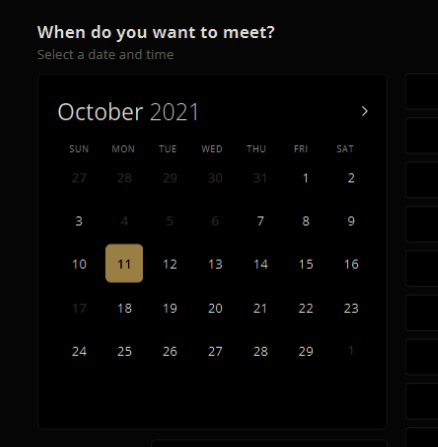 When do you want to meet?
Select a date and time
October 2021
SUN MON TUE WED THU FRI SAT
27 28 29 30 31 1 2
3 4 5 6 7 8 9
10 11 12 13 14 15 16
17 18 19 20 21 22 23
24 25 26 27 28 29 1